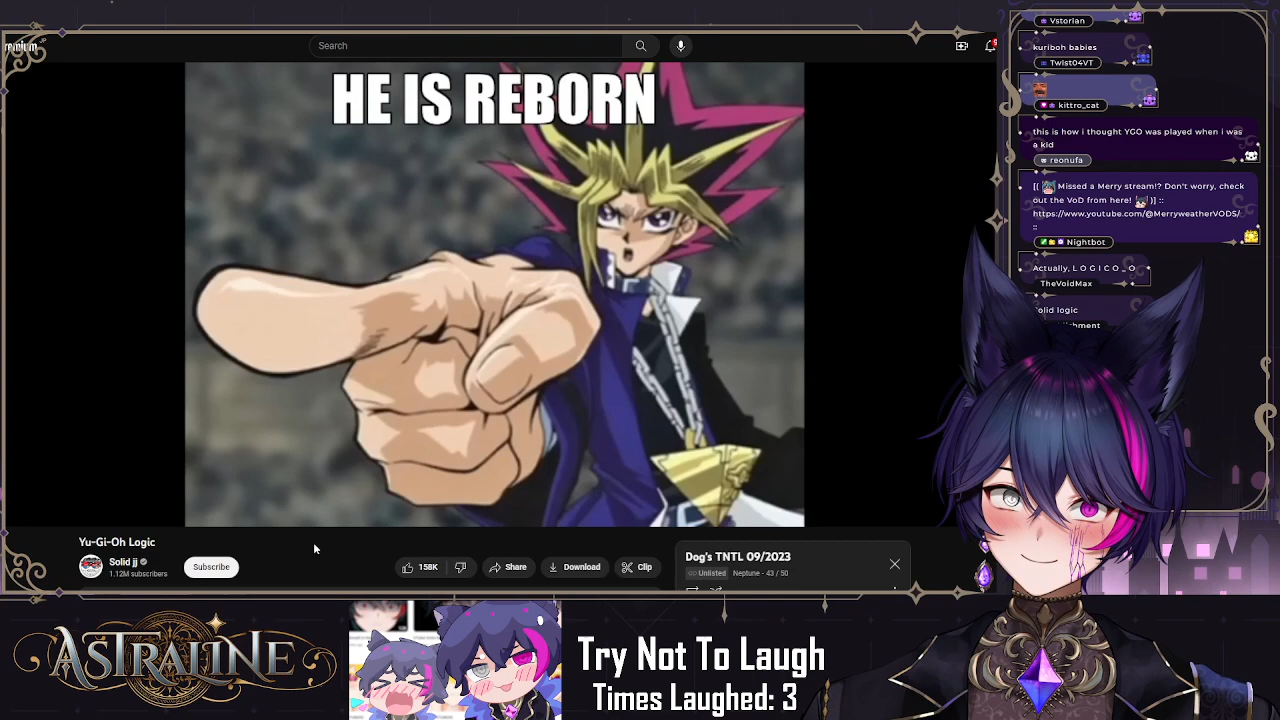 Search
HE IS REBORN
Yu-Gi-Oh Logic
Solid jj
1.12M subscribers
Subscribe
158K
Share
Download
Clip
Dog's TNTL 09/2023
Unlisted
Neptune - 43 / 50
Vstorian
kuriboh babies
Twist04VT
kittro_cat
this is how i thought YGO was played when i was
a kid
reonufa
[( Missed a Merry stream!? Don't worry, check
out the VoD from here! )] ::
https://www.youtube.com/@MerryweatherVODS/
::
Nightbot
Actually, L O G I C O _ O
TheVoidMax
logic
ASTRALINE
Try Not To Laugh
Times Laughed: 3